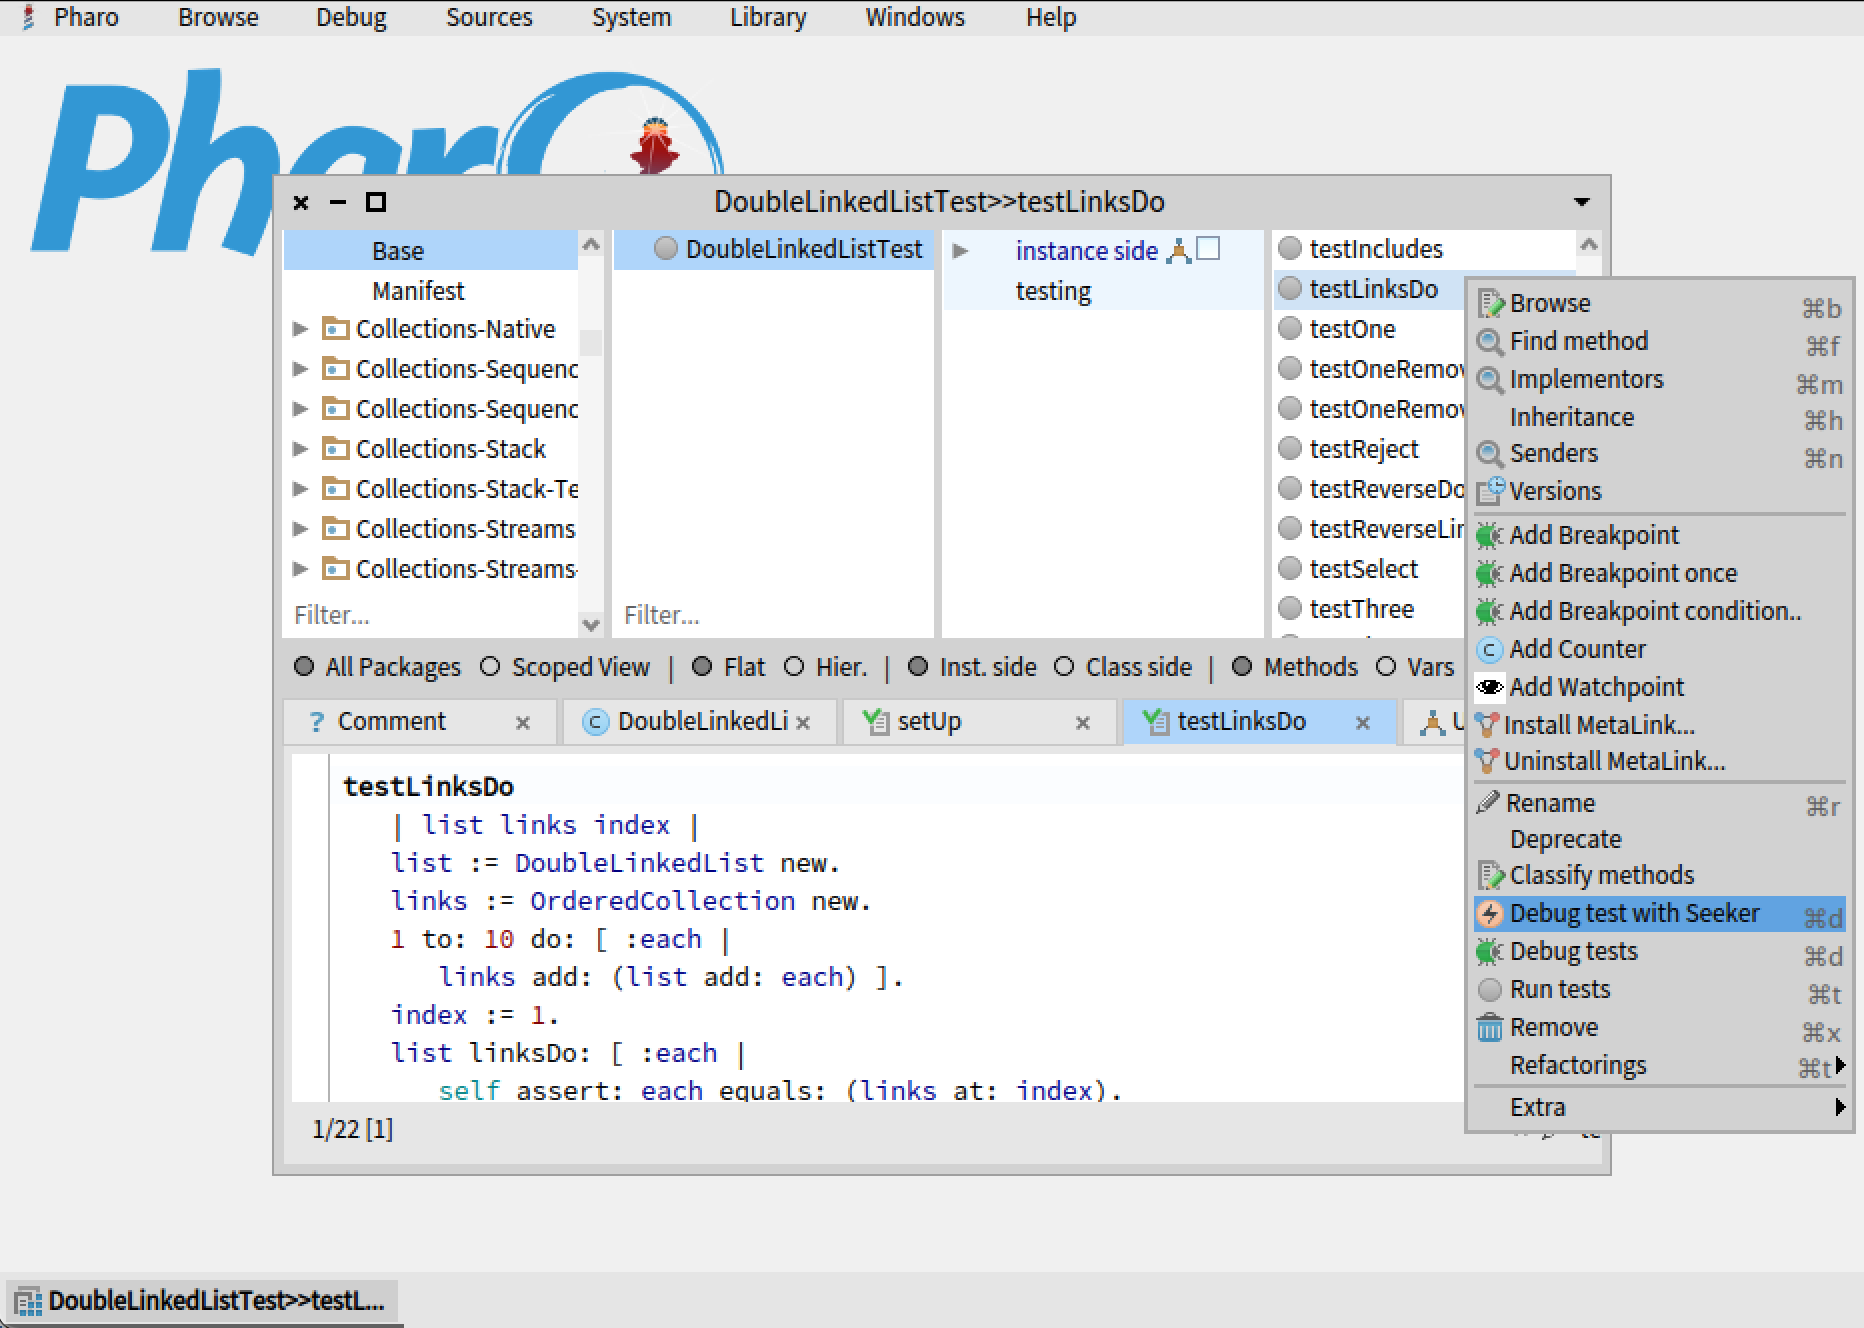 Pharo Browse Debug Sources System Library Windows Help
Phar
DoubleLinkedListTest>>testLinksDo
Base
Manifest
Collections-Native
Collections-Sequenc
Collections-Sequenc
Collections-Stack
Collections-Stack-Te
Collections-Streams
Collections-Streams-
Filter...
DoubleLinkedListTest
Filter...
instance side
testing
testIncludes
testLinksDo
testOne
testOneRemov
testOneRemov
testReject
testReverseDo
testReverseLin
testSelect
testThree
All Packages Scoped View | Flat Hier. | Inst. side Class side | Methods Vars
? Comment × C DoubleLinkedLi × setUp × testLinksDo × U
testLinksDo
| list links index |
list := DoubleLinkedList new.
links := OrderedCollection new.
1 to: 10 do: [ :each |
links add: (list add: each) ].
index := 1.
list linksDo: [ :each |
self assert: each equals: (links at: index).
1/22 [1]
Browse ⌘b
Find method ⌘f
Implementors ⌘m
Inheritance ⌘h
Senders ⌘n
Versions
Add Breakpoint
Add Breakpoint once
Add Breakpoint condition..
C Add Counter
Add Watchpoint
Install MetaLink...
Uninstall MetaLink...
Rename ⌘r
Deprecate
Classify methods
Debug test with Seeker ⌘d
Debug tests ⌘d
Run tests ⌘t
Remove ⌘x
Refactorings ⌘t
Extra
DoubleLinkedListTest>>testL...